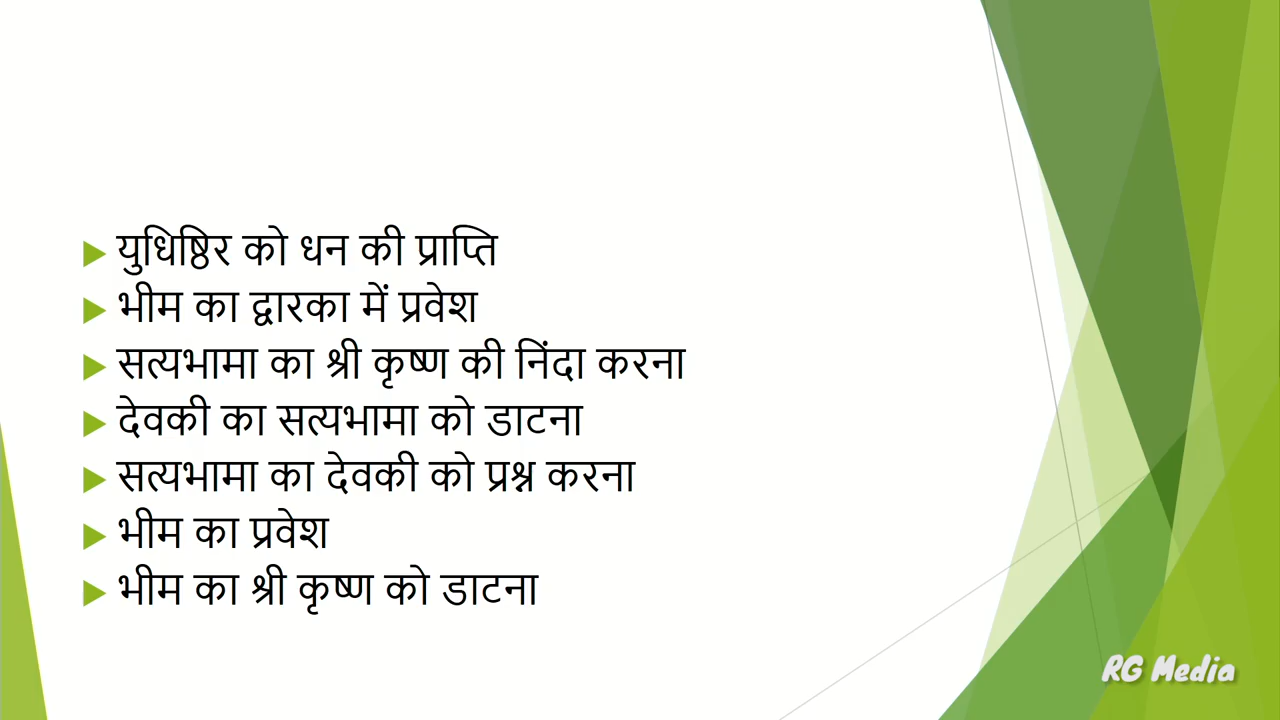 युधिष्ठिर को धन की प्राप्ति
भीम का द्वारका में प्रवेश
सत्यभामा का श्री कृष्ण की निंदा करना
देवकी का सत्यभामा को डाटना
सत्यभामा का देवकी को प्रश्न करना
भीम का प्रवेश
भीम का श्री कृष्ण को डाटना
RG Media